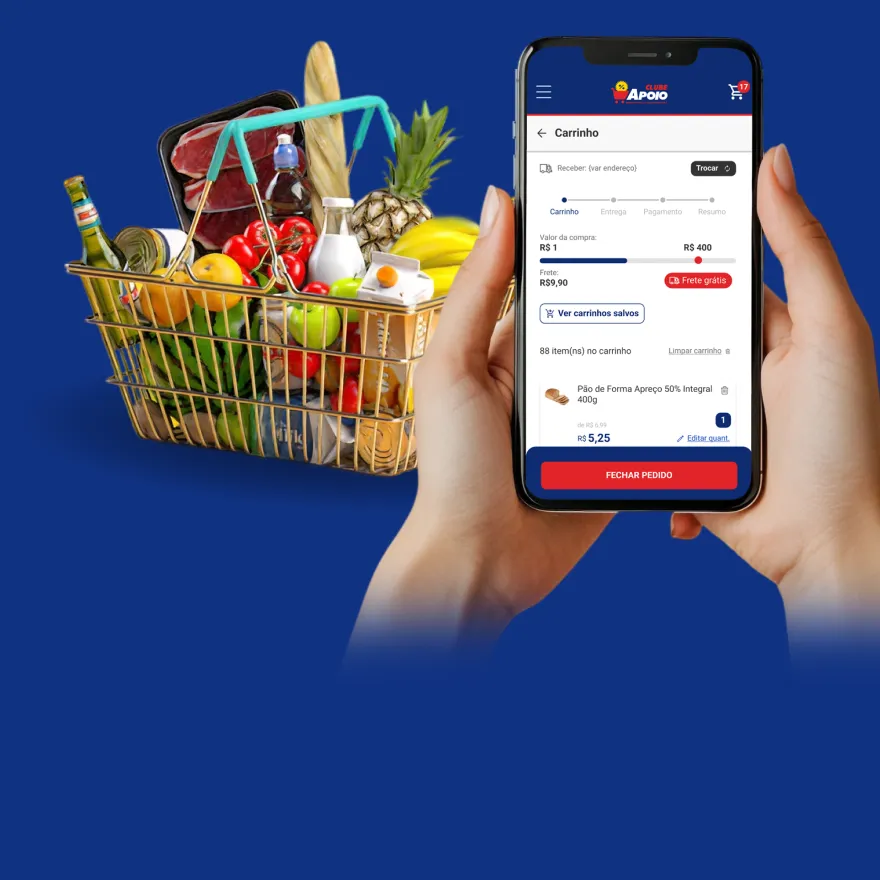 CLUBE
APOIO
17
Carrinho
Receber: (var endereço)
Trocar
Carrinho
Entrega
Pagamento
Resumo
Valor da compra:
R$ 1
R$ 400
Frete:
R$9,90
Frete grátis
Ver carrinhos salvos
88 item(ns) no carrinho
Limpar carrinho
Pão de Forma Apreço 50% Integral
400g
1
de R$ 6,99
R$ 5,25
Editar quant.
FECHAR PEDIDO